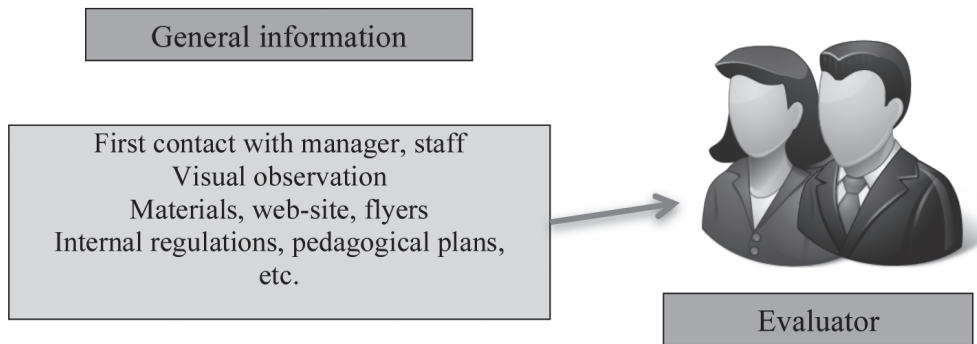 General information
First contact with manager, staff
Visual observation
Materials, web-site, flyers
Internal regulations, pedagogical plans,
etc.
Evaluator